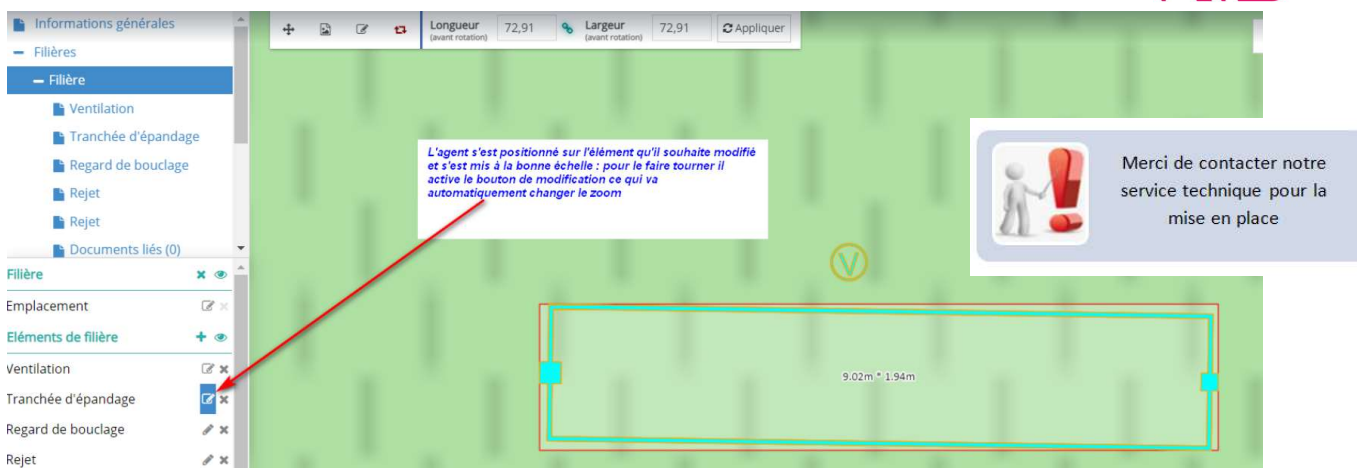 Informations générales
Filières
Filière
Ventilation
Tranchée d'épandage
Regard de bouclage
Rejet
Rejet
Documents liés (0)
Filière
Emplacement
Eléments de filière
Ventilation
Tranchée d'épandage
Regard de bouclage
Rejet
Longueur
(avant rotation)
72,91
Largeur
(avant rotation)
72,91
Appliquer
L'agent s'est positionné sur l'élément qu'il souhaite modifié
et s'est mis à la bonne échelle : pour le faire tourner il
active le bouton de modification ce qui va
automatiquement changer le zoom
V
9.02m * 1.94m
Merci de contacter notre
service technique pour la
mise en place